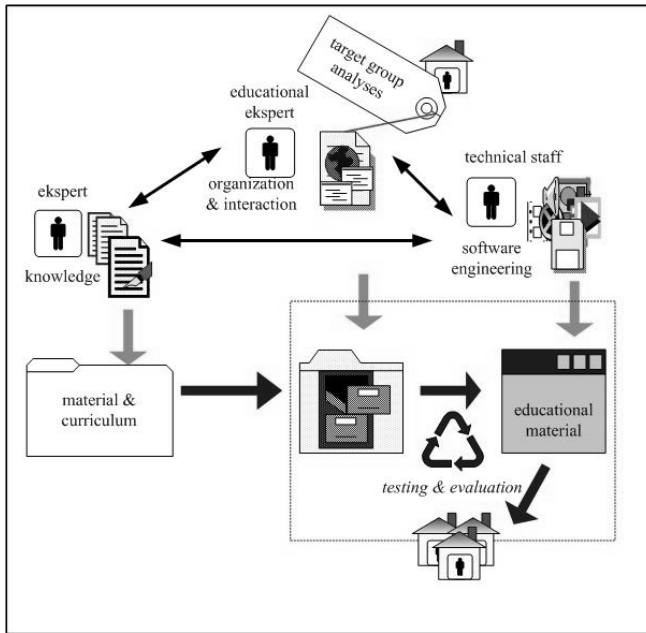 target group
analyses
educational
ekspert
organization
& interaction
technical staff
software
engineering
ekspert
knowledge
material &
curriculum
educational
material
testing & evaluation